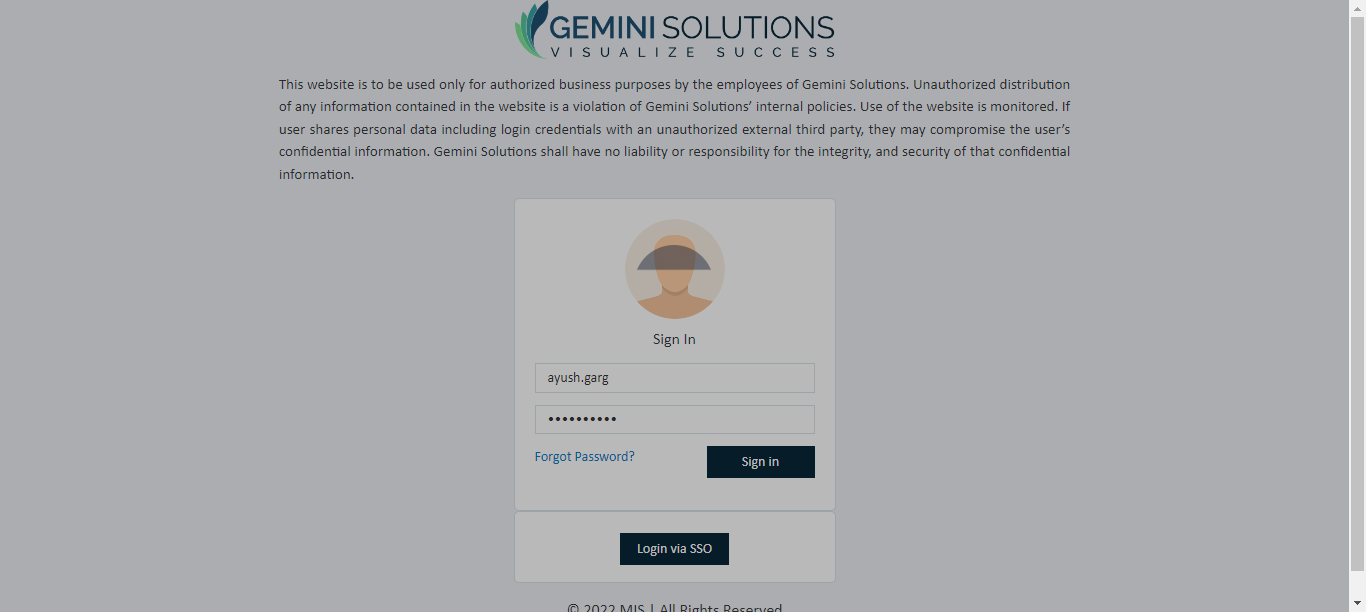 GEMINI SOLUTIONS
VISUALIZE SUCCESS
This website is to be used only for authorized business purposes by the employees of Gemini Solutions. Unauthorized distribution
of any information contained in the website is a violation of Gemini Solutions’ internal policies. Use of the website is monitored. If
user shares personal data including login credentials with an unauthorized external third party, they may compromise the user’s
confidential information. Gemini Solutions shall have no liability or responsibility for the integrity, and security of that confidential
information.
Sign In
ayush.garg
••••••••••
Forgot Password?
Sign in
Login via SSO
© 2022 MIS | All Rights Reserved